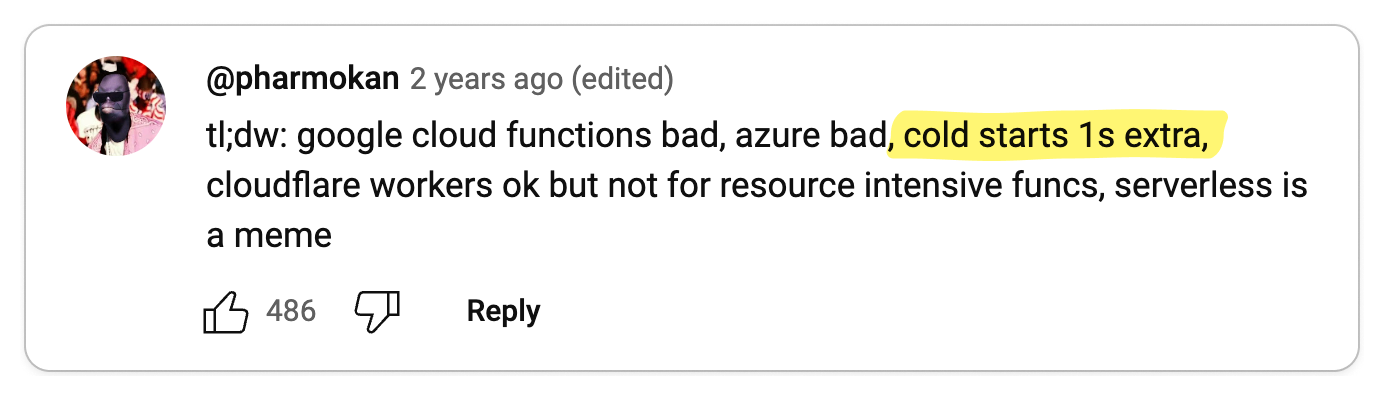 @pharmokan 2 years ago (edited)
tl;dw: google cloud functions bad, azure bad, cold starts 1s extra,
cloudflare workers ok but not for resource intensive funcs, serverless is
a meme
486 Reply